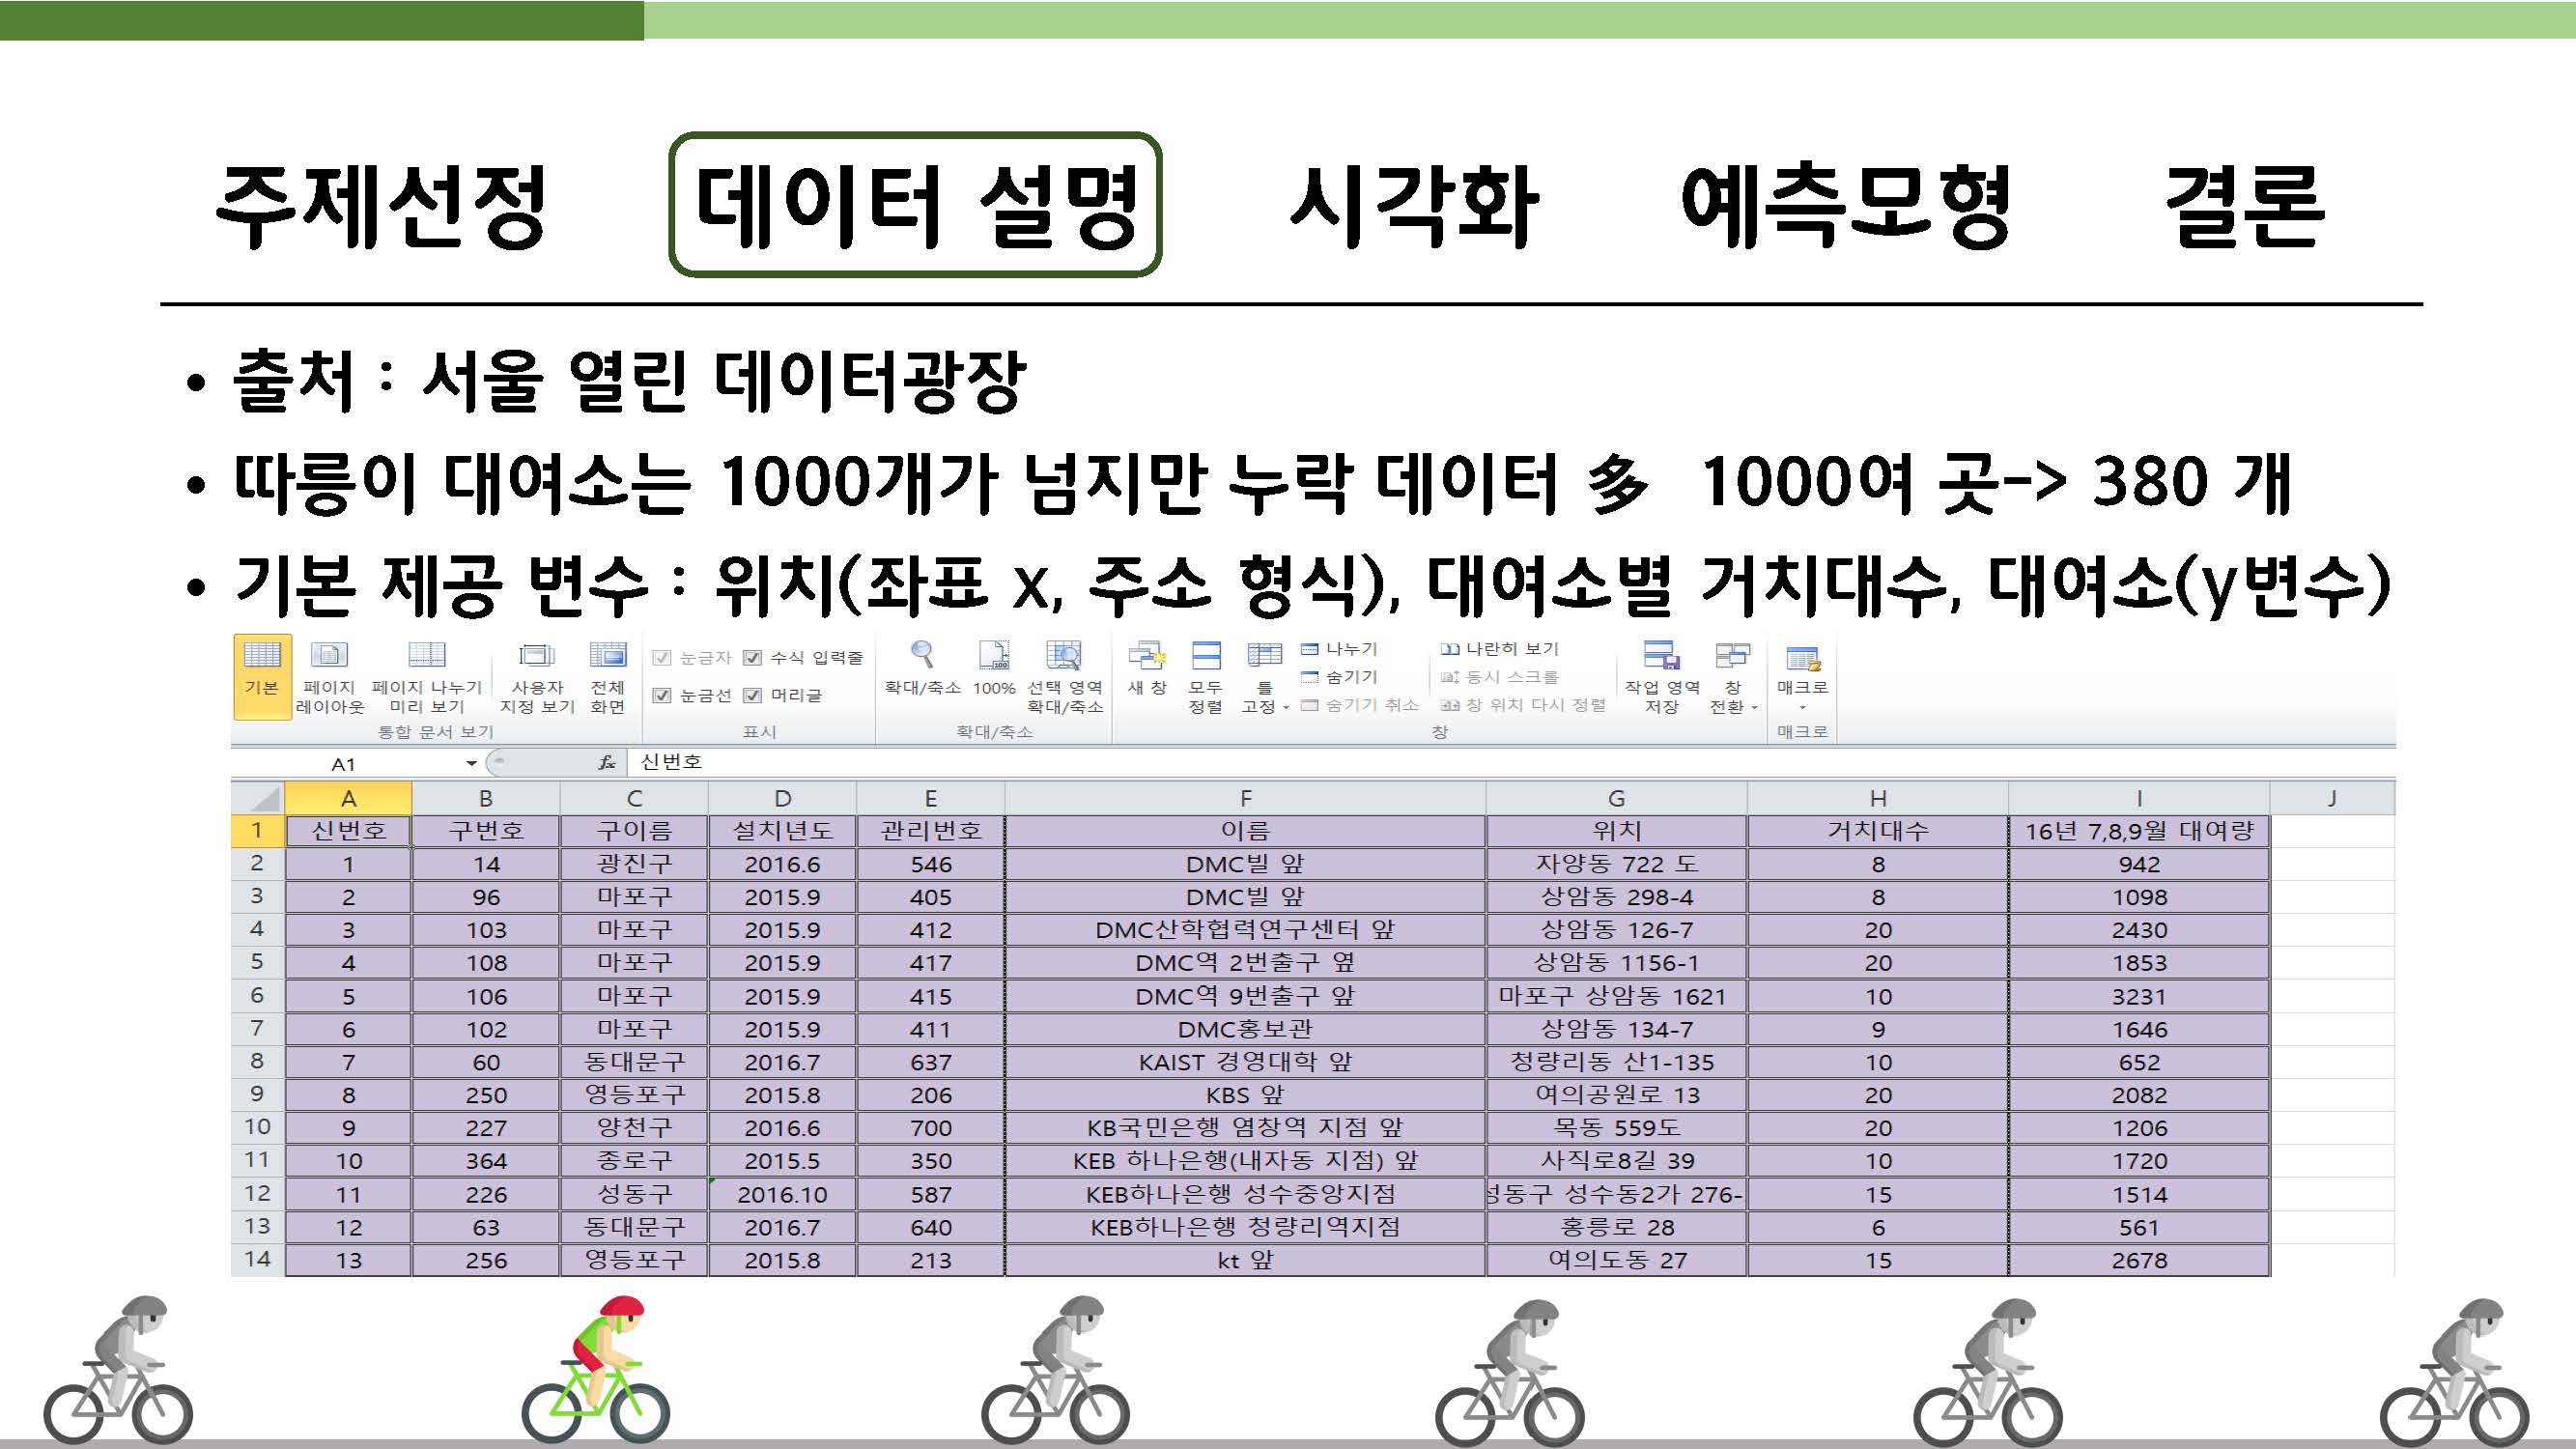 주제선정 데이터 설명 시각화 예측모형 결론
• 출처 : 서울 열린 데이터광장
• 따릉이 대여소는 1000개가 넘지만 누락 데이터 多 1000여 곳-> 380 개
• 기본 제공 변수 : 위치(좌표 x, 주소 형식), 대여소별 거치대수, 대여소(y변수)
기본 페이지 레이아웃 페이지 나누기 미리 보기 사용자 지정 보기 전체 화면
통합 문서 보기
눈금자 수식 입력줄
눈금선 머리글
표시
확대/축소 100% 선택 영역 확대/축소
확대/축소
새 창 모두 정렬 틀 고정
나누기
숨기기
숨기기 취소
나란히 보기
동시 스크롤
창 위치 다시 정렬
작업 영역 저장 창 전환
창
매크로
매크로
A1 fx 신번호
A B C D E F G H I J
1 신번호 구번호 구이름 설치년도 관리번호 이름 위치 거치대수 16년 7,8,9월 대여량
2 1 14 광진구 2016.6 546 DMC빌 앞 자양동 722 도 8 942
3 2 96 마포구 2015.9 405 DMC빌 앞 상암동 298-4 8 1098
4 3 103 마포구 2015.9 412 DMC산학협력연구센터 앞 상암동 126-7 20 2430
5 4 108 마포구 2015.9 417 DMC역 2번출구 옆 상암동 1156-1 20 1853
6 5 106 마포구 2015.9 415 DMC역 9번출구 앞 마포구 상암동 1621 10 3231
7 6 102 마포구 2015.9 411 DMC홍보관 상암동 134-7 9 1646
8 7 60 동대문구 2016.7 637 KAIST 경영대학 앞 청량리동 산1-135 10 652
9 8 250 영등포구 2015.8 206 KBS 앞 여의공원로 13 20 2082
10 9 227 양천구 2016.6 700 KB국민은행 염창역 지점 앞 목동 559도 20 1206
11 10 364 종로구 2015.5 350 KEB 하나은행(내자동 지점) 앞 사직로8길 39 10 1720
12 11 226 성동구 2016.10 587 KEB하나은행 성수중앙지점 성동구 성수동2가 276- 15 1514
13 12 63 동대문구 2016.7 640 KEB하나은행 청량리역지점 홍릉로 28 6 561
14 13 256 영등포구 2015.8 213 kt 앞 여의도동 27 15 2678